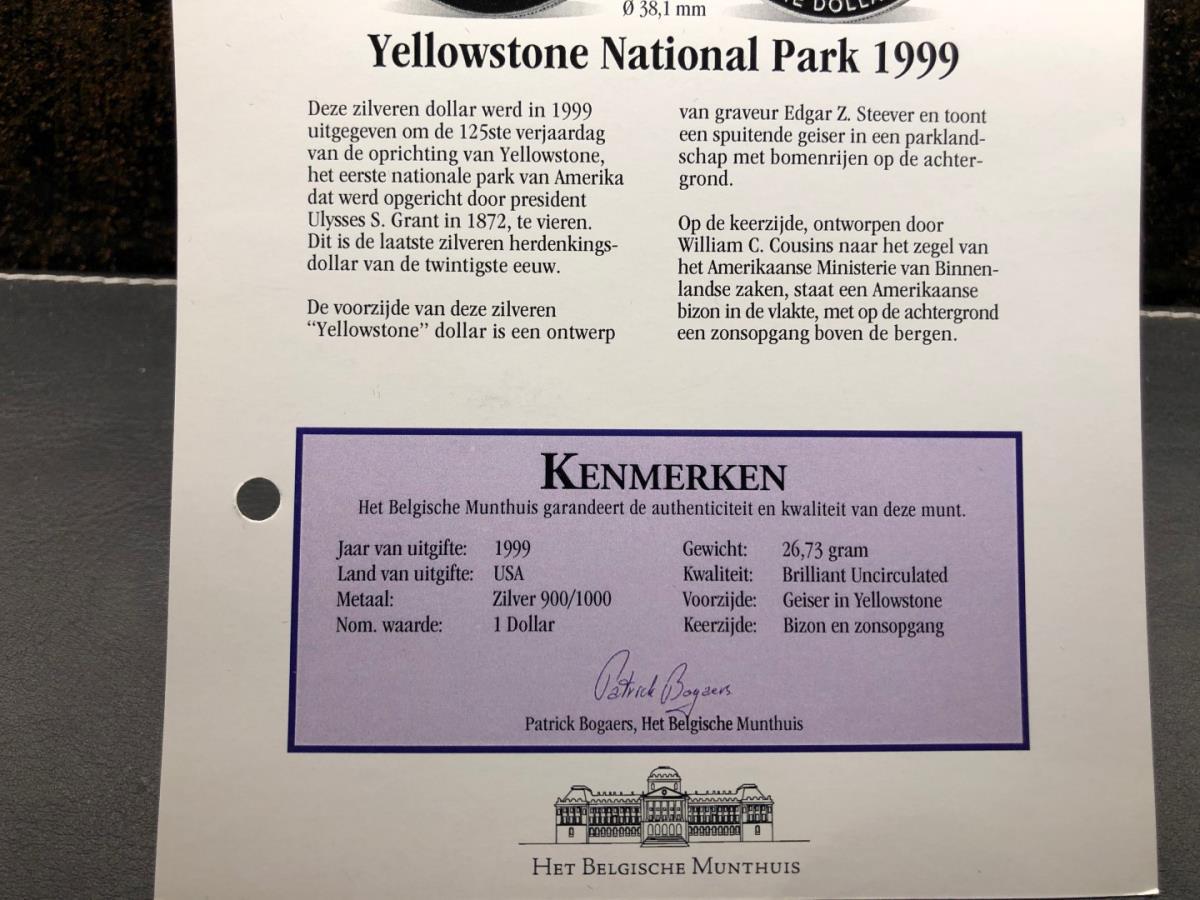 Ø 38,1 mm
E DOLLA
Yellowstone National Park 1999
Deze zilveren dollar werd in 1999
uitgegeven om de 125ste verjaardag
van de oprichting van Yellowstone,
het eerste nationale park van Amerika
dat werd opgericht door president
Ulysses S. Grant in 1872, te vieren.
Dit is de laatste zilveren herdenkings-
dollar van de twintigste eeuw.
De voorzijde van deze zilveren
“Yellowstone” dollar is een ontwerp
van graveur Edgar Z. Steever en toont
een spuitende geiser in een parkland-
schap met bomenrijen op de achter-
grond.
Op de keerzijde, ontworpen door
William C. Cousins naar het zegel van
het Amerikaanse Ministerie van Binnen-
landse zaken, staat een Amerikaanse
bizon in de vlakte, met op de achtergrond
een zonsopgang boven de bergen.
KENMERKEN
Het Belgische Munthuis garandeert de authenticiteit en kwaliteit van deze munt.
Jaar van uitgifte: 1999
Land van uitgifte: USA
Metaal: Zilver 900/1000
Nom. waarde: 1 Dollar
Gewicht: 26,73 gram
Kwaliteit: Brilliant Uncirculated
Voorzijde: Geiser in Yellowstone
Keerzijde: Bizon en zonsopgang
Patrick Bogaers
Patrick Bogaers, Het Belgische Munthuis
HET BELGISCHE MUNTHUIS